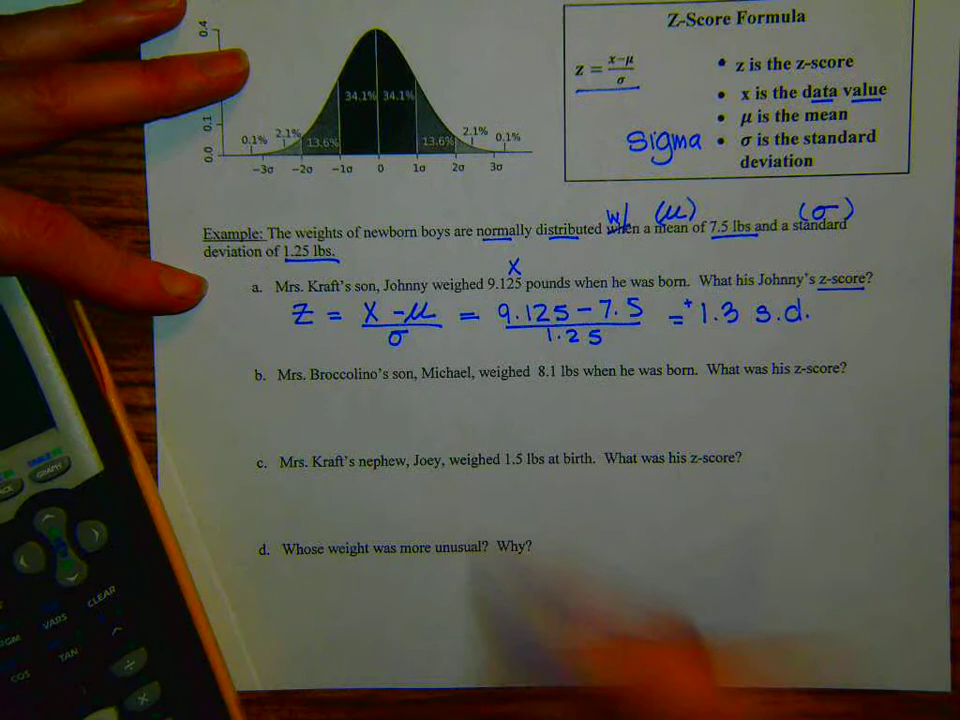 0.4
0.1
0.0
34.1% 34.1%
0.1% 2.1% 13.6% 13.6% 2.1% 0.1%
−3σ −2σ −1σ 0 1σ 2σ 3σ
Z-Score Formula
z = x−μ
σ
• z is the z-score
• x is the data value
• μ is the mean
sigma • σ is the standard
deviation
w/ (μ) (σ)
Example: The weights of newborn boys are normally distributed when a mean of 7.5 lbs and a standard
deviation of 1.25 lbs.
x
a. Mrs. Kraft's son, Johnny weighed 9.125 pounds when he was born. What his Johnny's z-score?
Z = X - μ = 9.125 - 7.5 = +1.3 s.d.
σ 1.25
b. Mrs. Broccolino's son, Michael, weighed 8.1 lbs when he was born. What was his z-score?
c. Mrs. Kraft's nephew, Joey, weighed 1.5 lbs at birth. What was his z-score?
d. Whose weight was more unusual? Why?
GRAPH
CLEAR
VARS
TAN
COS
^
÷
×